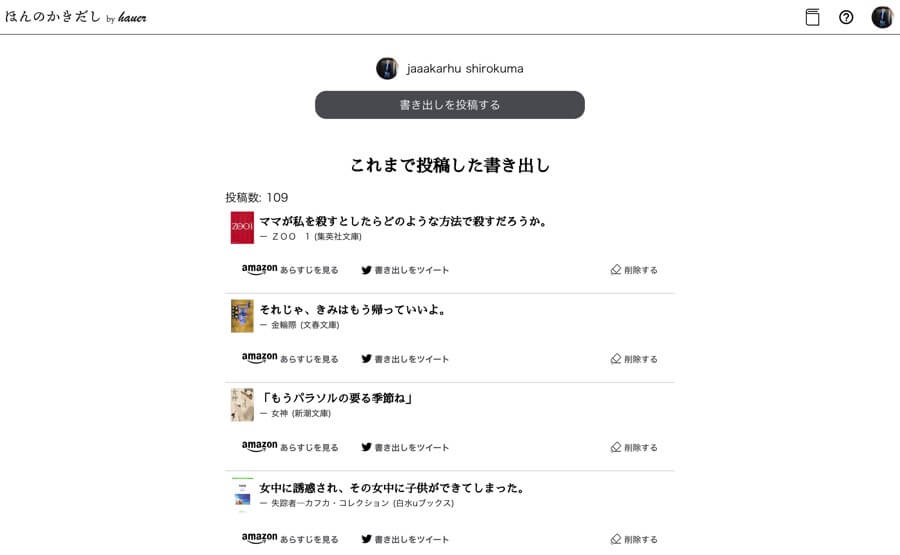 ほんのかきだし by hauer
jaaakarhu shirokuma
書き出しを投稿する
これまで投稿した書き出し
投稿数: 109
ZOO1
ママが私を殺すとしたらどのような方法で殺すだろうか。
ー ＺＯＯ　１ (集英社文庫)
amazon あらすじを見る 書き出しをツイート 削除する
それじゃ、きみはもう帰っていいよ。
ー 金輪際 (文春文庫)
amazon あらすじを見る 書き出しをツイート 削除する
女神
「もうパラソルの要る季節ね」
ー 女神 (新潮文庫)
amazon あらすじを見る 書き出しをツイート 削除する
女中に誘惑され、その女中に子供ができてしまった。
ー 失踪者―カフカ・コレクション (白水uブックス)
amazon あらすじを見る 書き出しをツイート 削除する